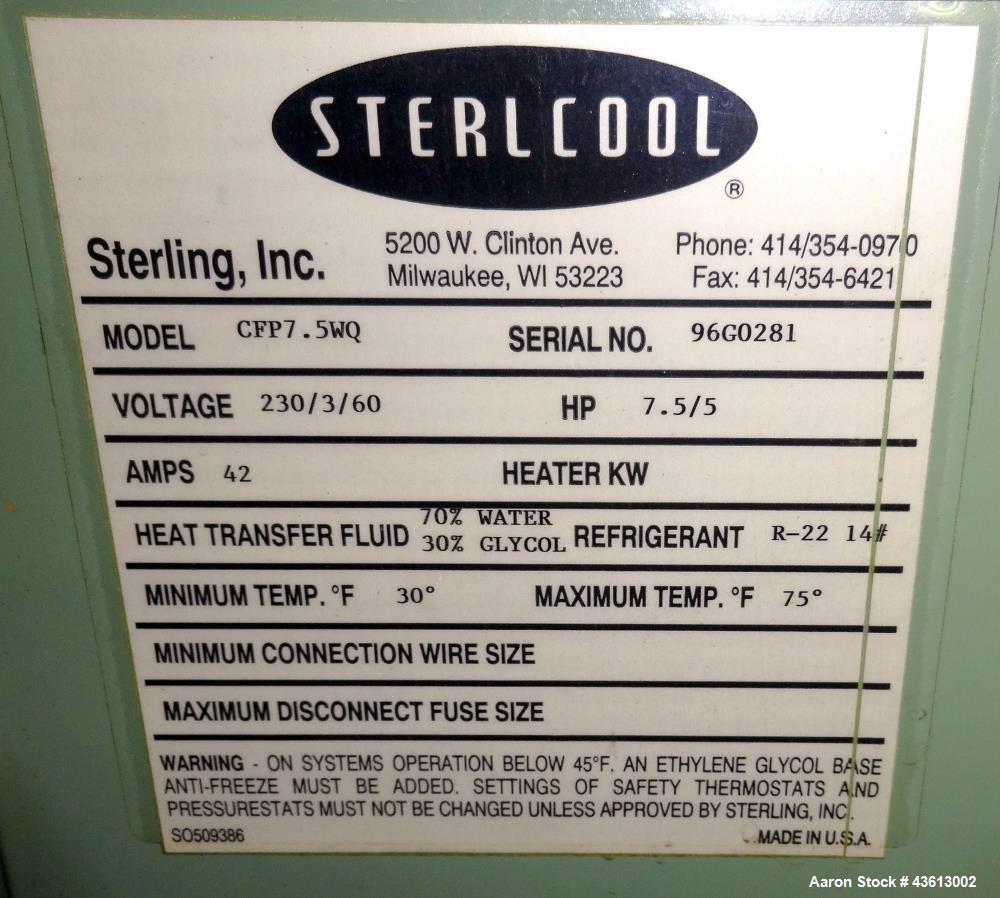 STERLCOOL
®
Sterling, Inc. 5200 W. Clinton Ave. Phone: 414/354-0970
Milwaukee, WI 53223 Fax: 414/354-6421
MODEL CFP7.5WQ SERIAL NO. 96G0281
VOLTAGE 230/3/60 HP 7.5/5
AMPS 42 HEATER KW
HEAT TRANSFER FLUID 70% WATER 30% GLYCOL REFRIGERANT R-22 14#
MINIMUM TEMP. °F 30° MAXIMUM TEMP. °F 75°
MINIMUM CONNECTION WIRE SIZE
MAXIMUM DISCONNECT FUSE SIZE
WARNING - ON SYSTEMS OPERATION BELOW 45°F. AN ETHYLENE GLYCOL BASE
ANTI-FREEZE MUST BE ADDED. SETTINGS OF SAFETY THERMOSTATS AND
PRESSURESTATS MUST NOT BE CHANGED UNLESS APPROVED BY STERLING, INC.
SO509386 MADE IN U.S.A.
Aaron Stock # 43613002